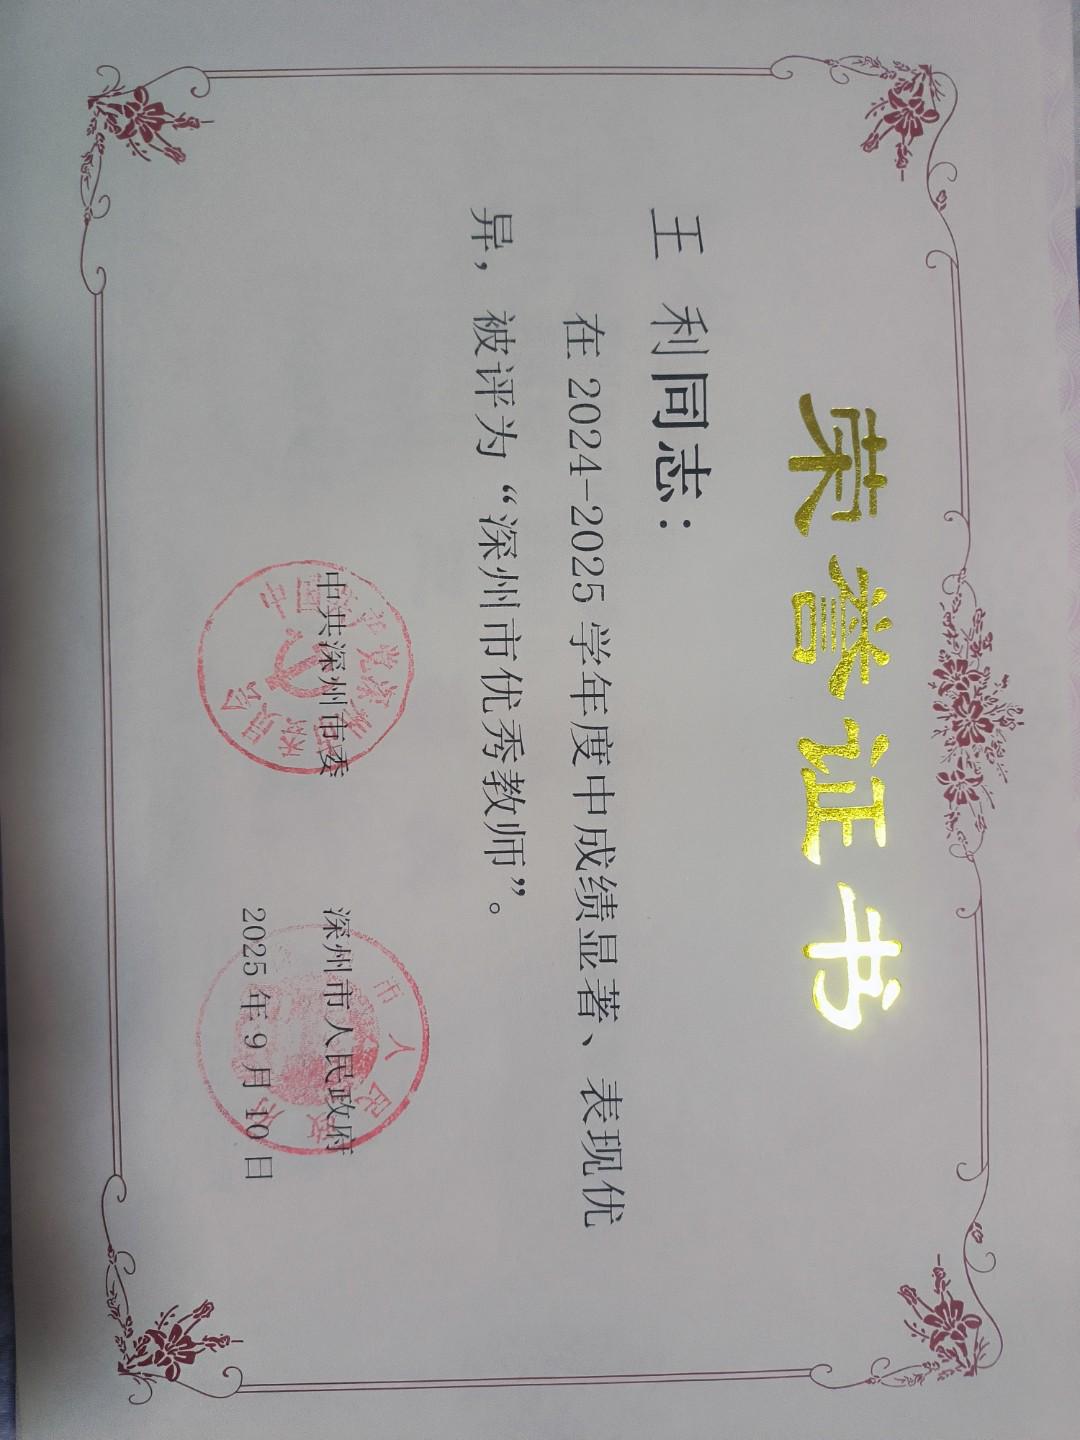 荣誉证书
王 利同志：
在 2024-2025 学年度中成绩显著、表现优
异，被评为“深州市优秀教师”。
中共深州市委
深州市人民政府
2025 年 9 月 10 日